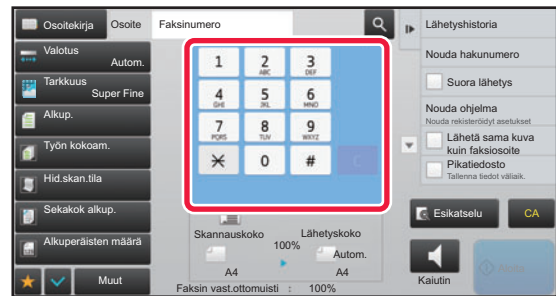 Osoitekirja
Osoite
Faksinumero
Lähetyshistoria
Valotus
Autom.
Tarkkuus
Super Fine
Alkup.
Työn kokoam.
Hid.skan.tila
Sekakok alkup.
Alkuperäisten määrä
Muut
1
2
ABC
3
DEF
4
GHI
5
JKL
6
MNO
7
PQRS
8
TUV
9
WXYZ
0
#
C
Skannauskoko
100%
Lähetyskoko
Autom.
A4
A4
Faksin vast.ottomuisti : 100%
Nouda hakunumero
Suora lähetys
Nouda ohjelma
Nouda rekisteröidyt asetukset
Lähetä sama kuva
kuin faksiosoite
Pikatiedosto
Tallenna tiedot väliaik.
Esikatselu
CA
Kaiutin
Aloita